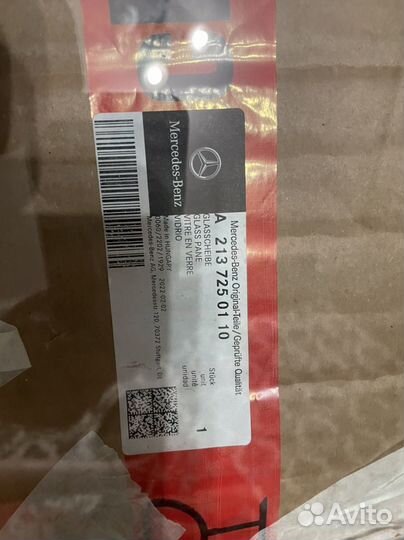 Mercedes-Benz
Mercedes-Benz Original-Teile/Geprüfte Qualität
A 213 725 01 10
GLASSCHEIBE
GLASS PANE
VITRE EN VERRE
VIDRIO
Stück
unit
unité
unidad
1
Made in HUNGARY
2022-02-02
Mercedes-Benz AG, Mercedesstr. 120, 70372 Stuttgart, DE
Avito